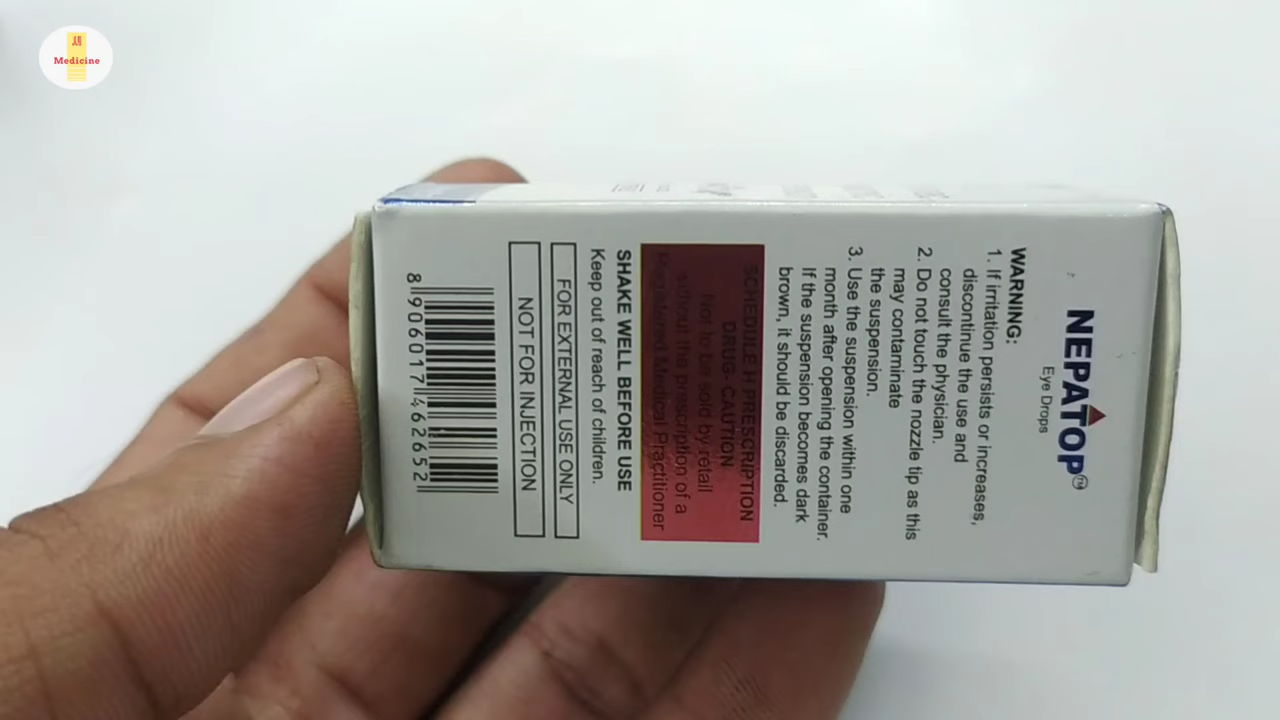 Medicine
NEPATOP™
Eye Drops
WARNING:
1. If irritation persists or increases,
discontinue the use and
consult the physician.
2. Do not touch the nozzle tip as this
may contaminate
the suspension.
3. Use the suspension within one
month after opening the container.
If the suspension becomes dark
brown, it should be discarded.
SCHEDULE H PRESCRIPTION
DRUG- CAUTION
Not to be sold by retail
without the prescription of a
Registered Medical Practitioner
SHAKE WELL BEFORE USE
Keep out of reach of children.
FOR EXTERNAL USE ONLY
NOT FOR INJECTION
8 906017 462652